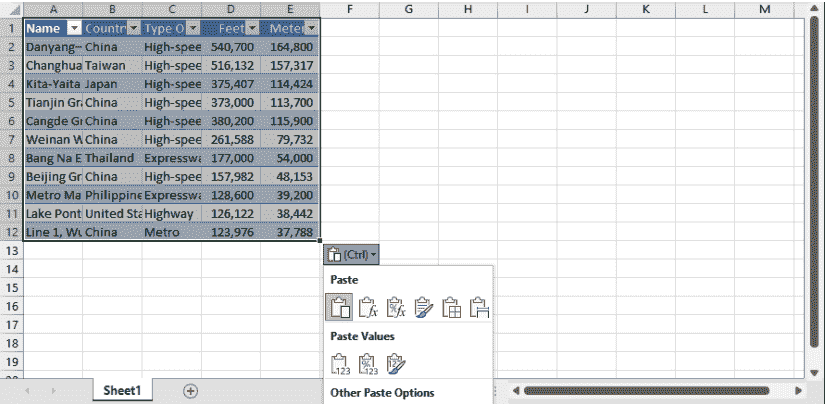 A B C D E F G H I J K L M
1 Name Countr Type O Feet Meter
2 Danyang– China High-spee 540,700 164,800
3 Changhua Taiwan High-spee 516,132 157,317
4 Kita-Yaita Japan High-spee 375,407 114,424
5 Tianjin Gra China High-spee 373,000 113,700
6 Cangde Gr China High-spee 380,200 115,900
7 Weinan W China High-spee 261,588 79,732
8 Bang Na E Thailand Expresswa 177,000 54,000
9 Beijing Gr China High-spee 157,982 48,153
10 Metro Ma Philippine Expresswa 128,600 39,200
11 Lake Pont United Sta Highway 126,122 38,442
12 Line 1, Wu China Metro 123,976 37,788
13
(Ctrl)
14
Paste
15
16
fx %fx
17
Paste Values
18
19
123 % 123
Sheet1
Other Paste Options